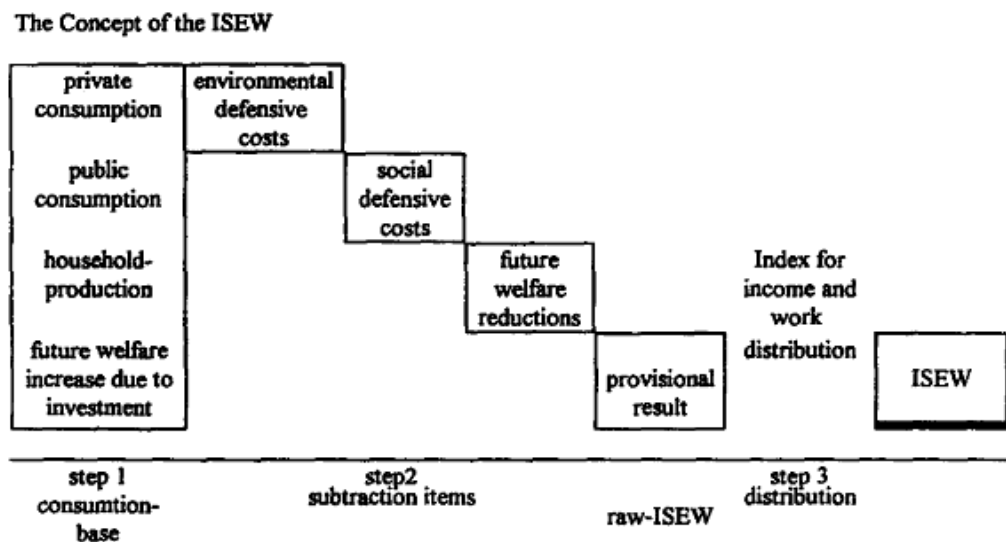 The Concept of the ISEW
private
consumption
public
consumption
household-
production
future welfare
increase due to
investment
environmental
defensive
costs
social
defensive
costs
future
welfare
reductions
provisional
result
Index for
income and
work
distribution
ISEW
step 1
consumtion-
base
step2
subtraction items
raw-ISEW
step 3
distribution